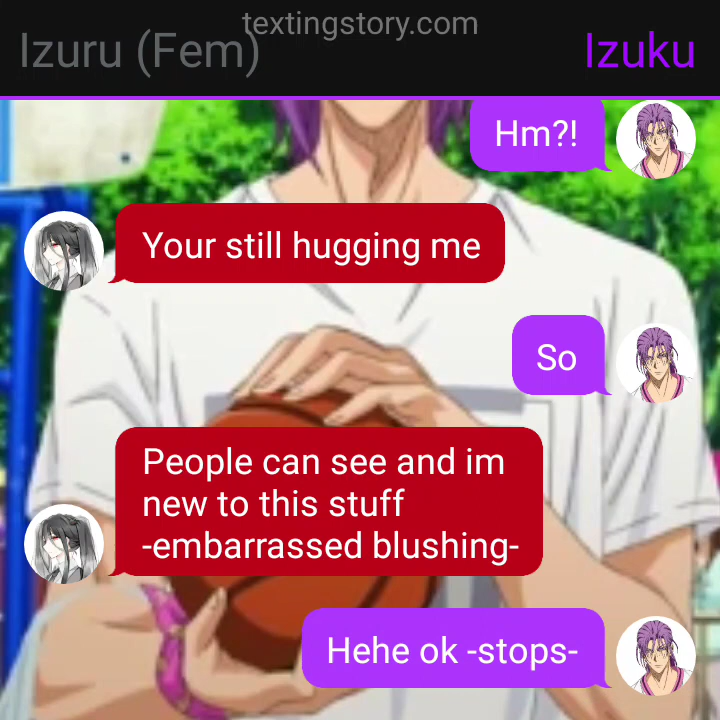 textingstory.com
Izuru (Fem)
Izuku
Hm?!
Your still hugging me
So
People can see and im
new to this stuff
-embarrassed blushing-
Hehe ok -stops-